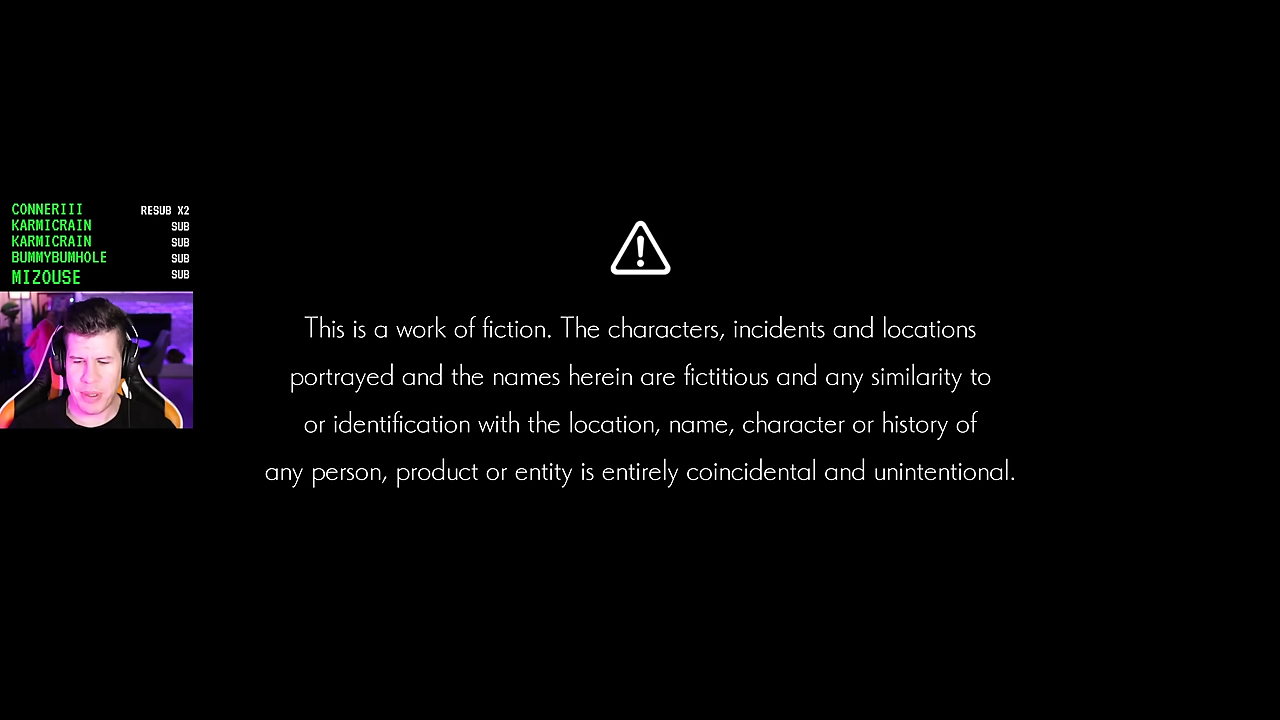 CONNERIII RESUB X2
KARMICRAIN SUB
KARMICRAIN SUB
BUMMYBUMHOLE SUB
MIZOUSE SUB
This is a work of fiction. The characters, incidents and locations
portrayed and the names herein are fictitious and any similarity to
or identification with the location, name, character or history of
any person, product or entity is entirely coincidental and unintentional.